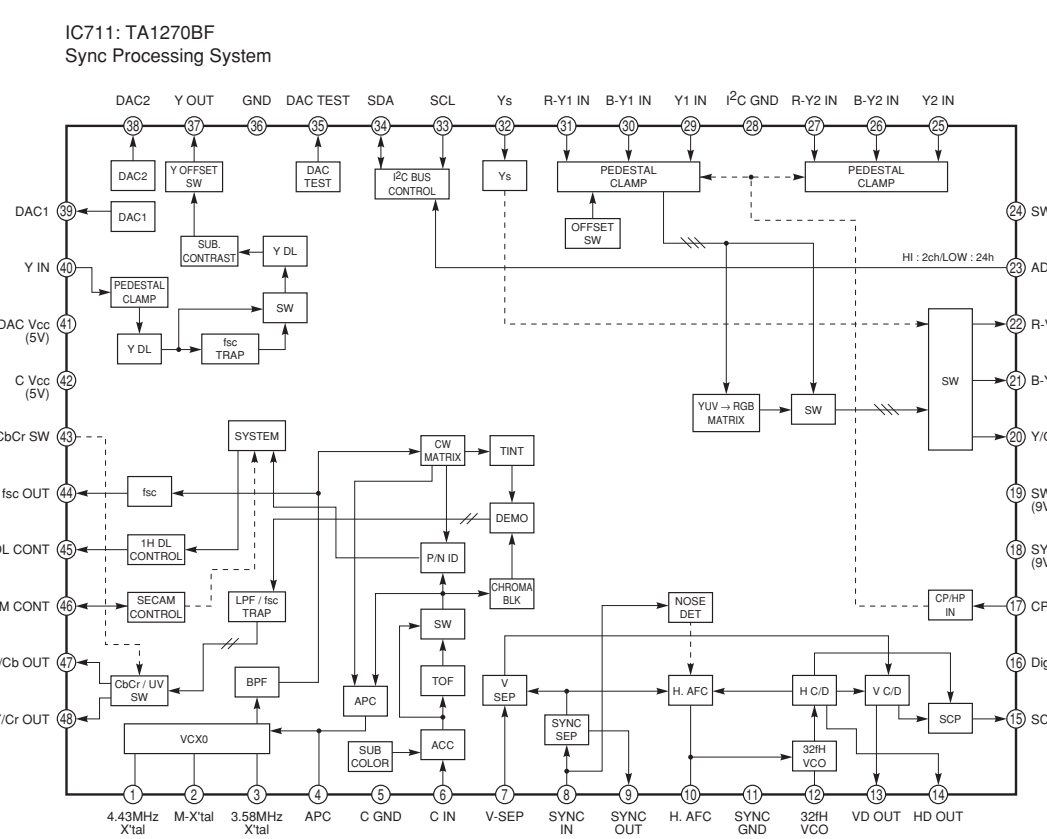 IC711: TA1270BF
Sync Processing System
DAC2 Y OUT GND DAC TEST SDA SCL Ys R-Y1 IN B-Y1 IN Y1 IN I2C GND R-Y2 IN B-Y2 IN Y2 IN
38 37 36 35 34 33 32 31 30 29 28 27 26 25
DAC2
Y OFFSET
SW
DAC
TEST
I2C BUS
CONTROL
Ys
PEDESTAL
CLAMP
PEDESTAL
CLAMP
DAC1 39
DAC1
OFFSET
SW
24 SW
SUB.
CONTRAST
Y DL
Y IN 40
HI : 2ch/LOW : 24h
23 AD
PEDESTAL
CLAMP
SW
DAC Vcc
(5V)
41
Y DL
fsc
TRAP
22 R-
C Vcc
(5V)
42
SW
21 B-
YUV → RGB
MATRIX
SW
CbCr SW 43
SYSTEM
CW
MATRIX
TINT
20 Y/
fsc OUT 44
fsc
19 SW
(9V
DEMO
DL CONT 45
1H DL
CONTROL
P/N ID
18 SY
(9V
M CONT 46
SECAM
CONTROL
LPF / fsc
TRAP
CHROMA
BLK
NOSE
DET
CP/HP
IN
17 CP
SW
/Cb OUT 47
CbCr / UV
SW
BPF
APC
TOF
V
SEP
H. AFC
H C/D
V C/D
16 Dig
/Cr OUT 48
VCX0
SUB
COLOR
ACC
SYNC
SEP
32fH
VCO
SCP
15 SC
1 2 3 4 5 6 7 8 9 10 11 12 13 14
4.43MHz
X'tal
M-X'tal
3.58MHz
X'tal
APC
C GND
C IN
V-SEP
SYNC
IN
SYNC
OUT
H. AFC
SYNC
GND
32fH
VCO
VD OUT
HD OUT